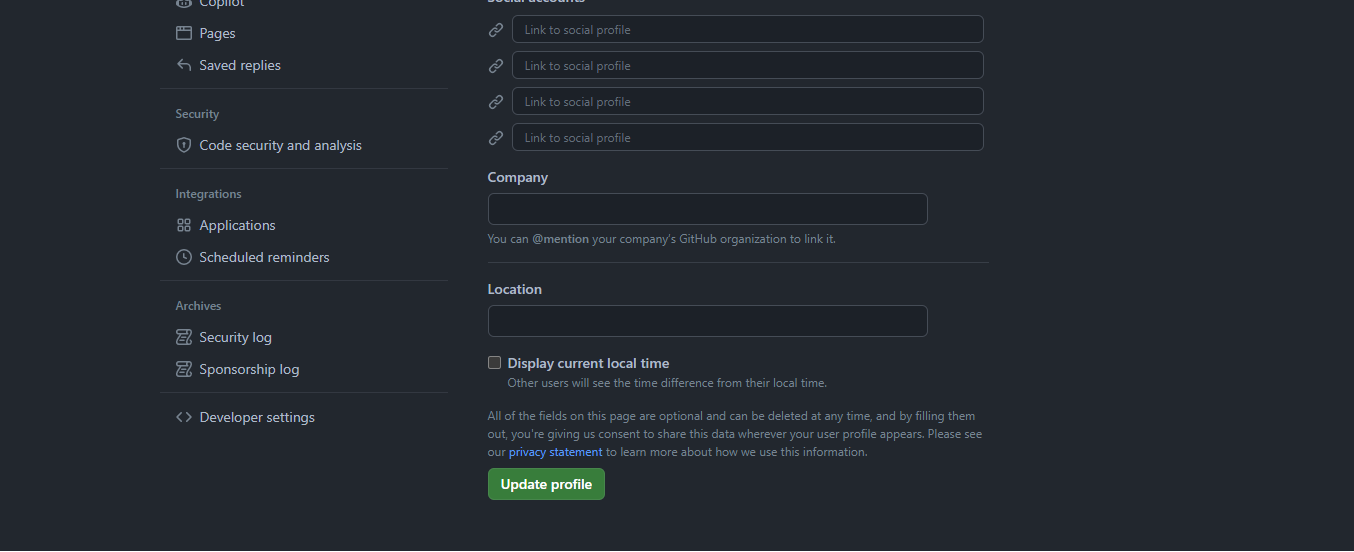 Copilot
Pages
Saved replies
Security
Code security and analysis
Integrations
Applications
Scheduled reminders
Archives
Security log
Sponsorship log
Developer settings
Social accounts
Link to social profile
Link to social profile
Link to social profile
Link to social profile
Company
You can @mention your company's GitHub organization to link it.
Location
Display current local time
Other users will see the time difference from their local time.
All of the fields on this page are optional and can be deleted at any time, and by filling them
out, you're giving us consent to share this data wherever your user profile appears. Please see
our privacy statement to learn more about how we use this information.
Update profile